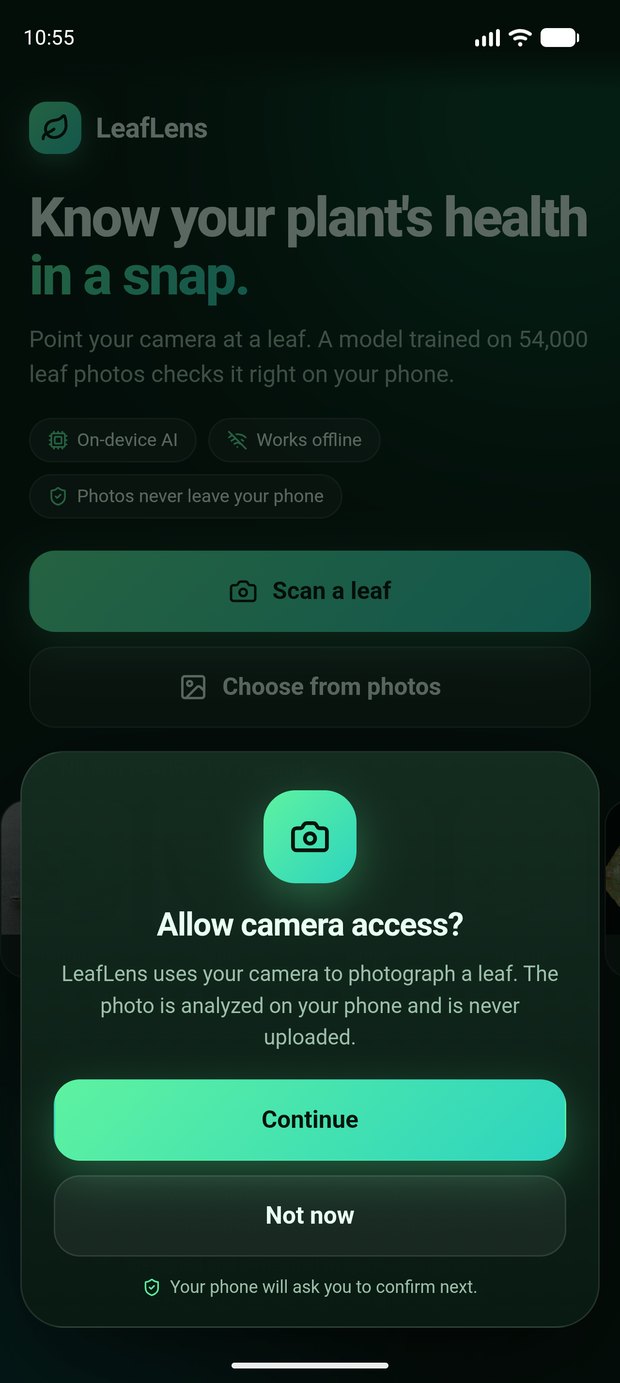 10:55
LeafLens
Know your plant's health
in a snap.
Point your camera at a leaf. A model trained on 54,000
leaf photos checks it right on your phone.
On-device AI
Works offline
Photos never leave your phone
Scan a leaf
Choose from photos
Allow camera access?
LeafLens uses your camera to photograph a leaf. The
photo is analyzed on your phone and is never
uploaded.
Continue
Not now
Your phone will ask you to confirm next.